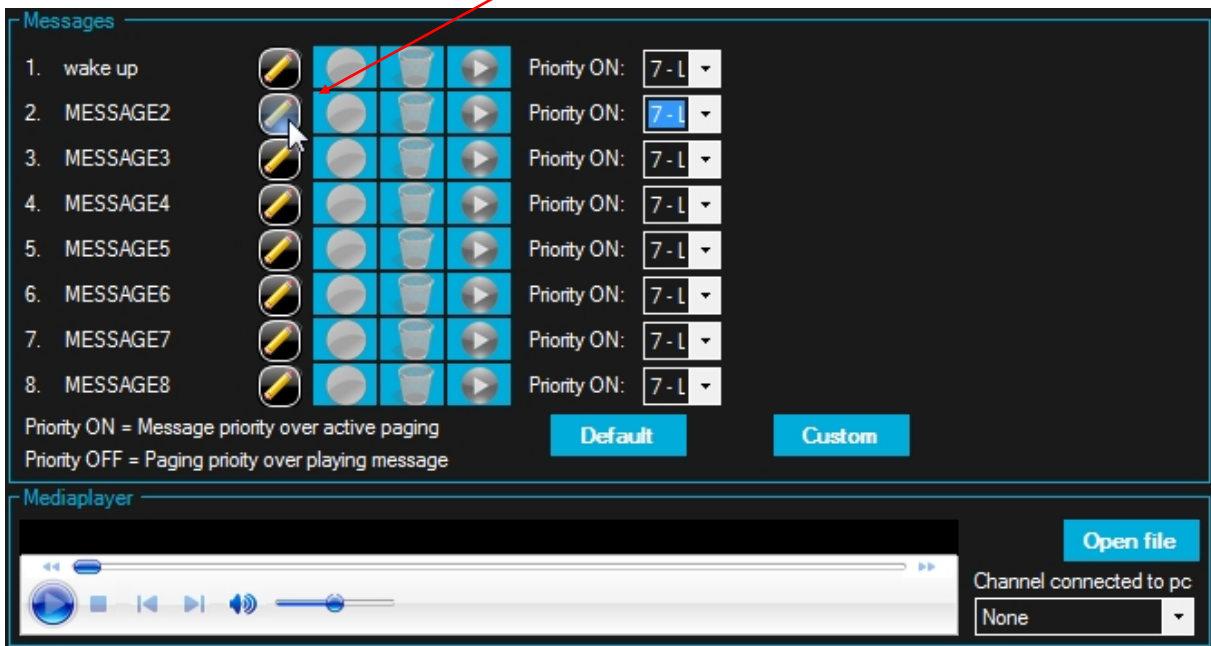 Messages
1. wake up Priority ON: 7 - L
2. MESSAGE2 Priority ON: 7 - L
3. MESSAGE3 Priority ON: 7 - L
4. MESSAGE4 Priority ON: 7 - L
5. MESSAGE5 Priority ON: 7 - L
6. MESSAGE6 Priority ON: 7 - L
7. MESSAGE7 Priority ON: 7 - L
8. MESSAGE8 Priority ON: 7 - L
Priority ON = Message priority over active paging
Priority OFF = Paging prioity over playing message
Default
Custom
Mediaplayer
Open file
Channel connected to pc
None